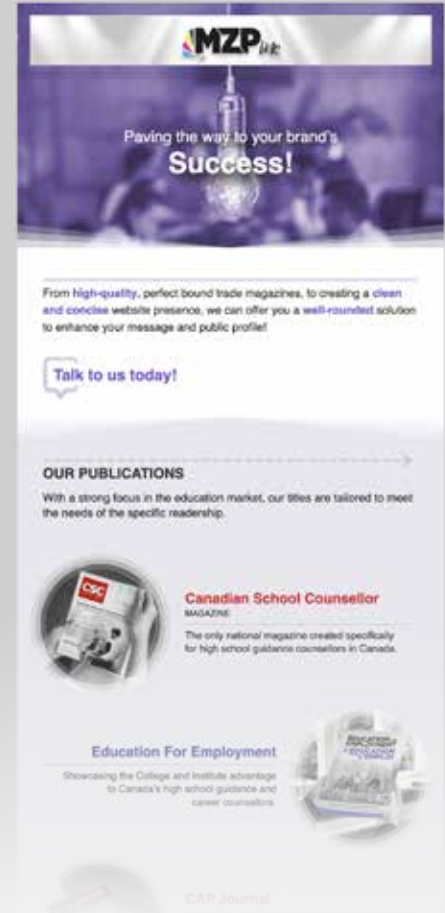 MZPink
Paving the way to your brand's
Success!
From high-quality, perfect bound trade magazines, to creating a clean
and concise website presence, we can offer you a well-rounded solution
to enhance your message and public profile!
Talk to us today!
OUR PUBLICATIONS
With a strong focus in the education market, our titles are tailored to meet
the needs of the specific readership.
CSC
Canadian School Counsellor
MAGAZINE
The only national magazine created specifically
for high school guidance counsellors in Canada.
Education For Employment
Showcasing the College and Institute advantage
to Canada's high school guidance and
career counsellors.
EDUCATION
EMPLOYMENT
CAP Journal